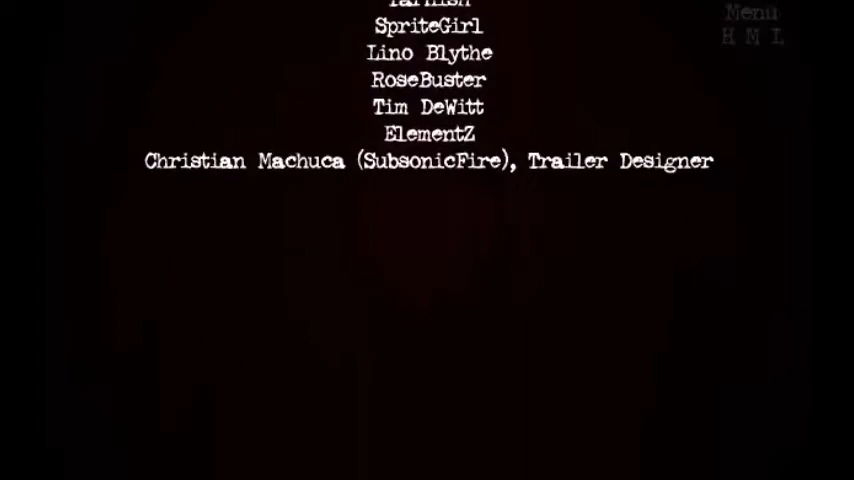 SpriteGirl
Lino Blythe
RoseBuster
Tim DeWitt
ElementZ
Christian Machuca (SubsonicFire), Trailer Designer
Menu
H M L